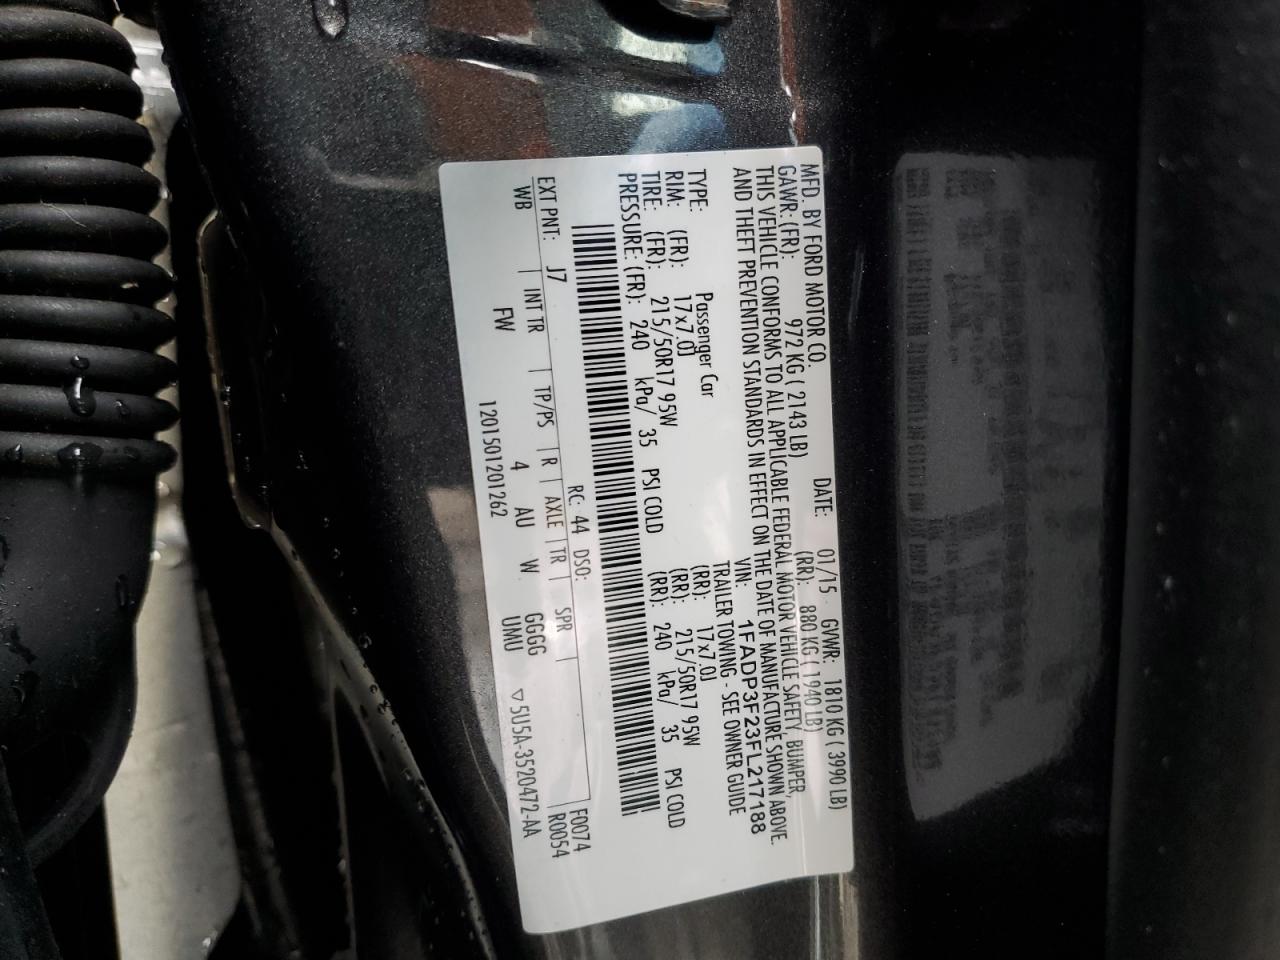 MFD. BY FORD MOTOR CO. DATE: 01/15 GVWR: 1810 KG ( 3990 LB)
GAWR: (FR): 972 KG ( 2143 LB) (RR): 880 KG ( 1940 LB)
THIS VEHICLE CONFORMS TO ALL APPLICABLE FEDERAL MOTOR VEHICLE SAFETY, BUMPER,
AND THEFT PREVENTION STANDARDS IN EFFECT ON THE DATE OF MANUFACTURE SHOWN ABOVE.
VIN: 1FADP3F23FL217188
TYPE: Passenger Car TRAILER TOWING - SEE OWNER GUIDE
RIM: (FR): 17x7.0J (RR): 17x7.0J
TIRE: (FR): 215/50R17 95W (RR): 215/50R17 95W
PRESSURE: (FR): 240 kPa/ 35 PSI COLD (RR): 240 kPa/ 35 PSI COLD
F0074
RC: 44 DSO: R0054
EXT PNT: J7 INT TR TP/PS R AXLE TR SPR
WB FW 4 AU W GGGG
12015012012​62 UMU ▽5U5A-3520472-AA